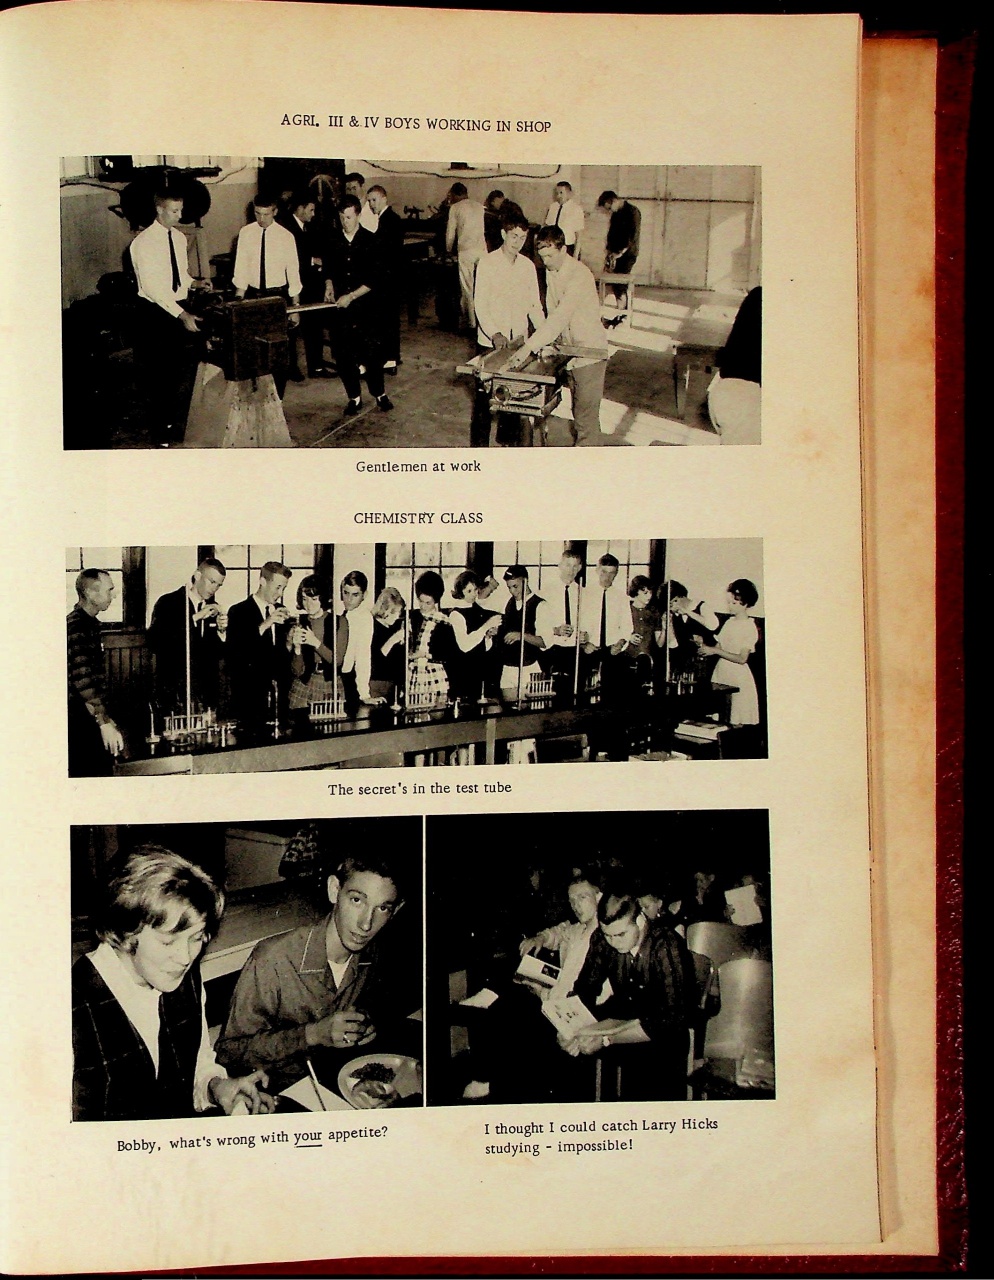 AGRI. III & IV BOYS WORKING IN SHOP
Gentlemen at work
CHEMISTRY CLASS
The secret's in the test tube
Bobby, what's wrong with your appetite?
I thought I could catch Larry Hicks
studying - impossible!